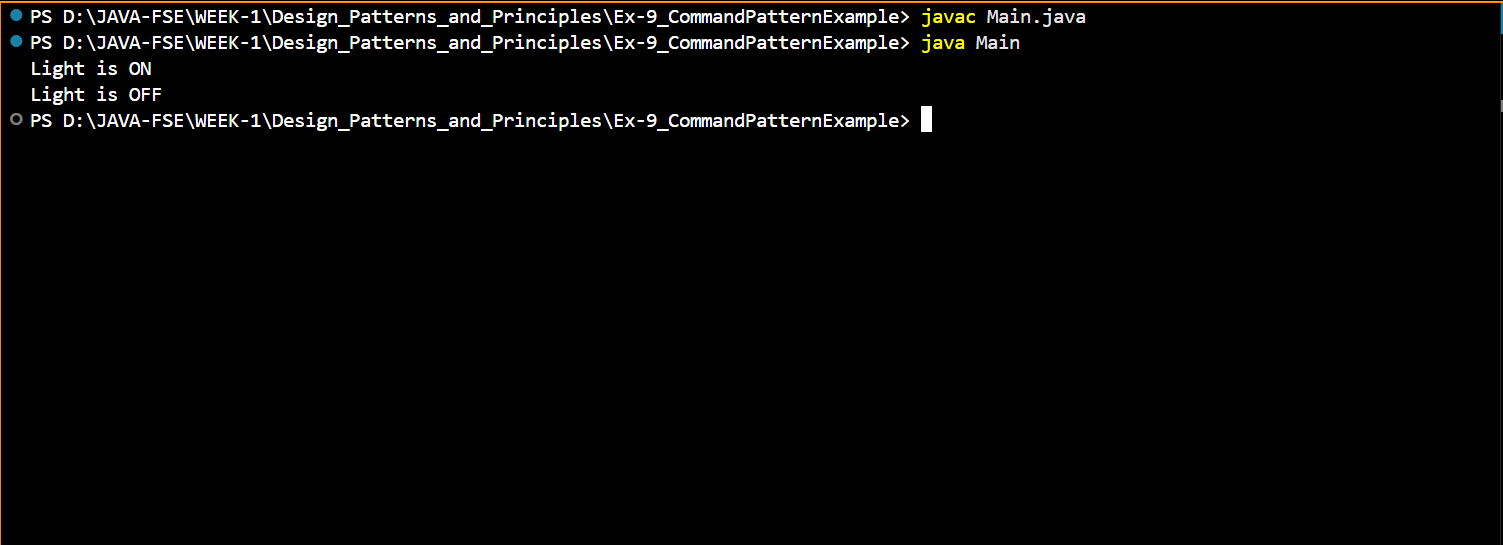 PS D:\JAVA-FSE\WEEK-1\Design_Patterns_and_Principles\Ex-9_CommandPatternExample> javac Main.java
PS D:\JAVA-FSE\WEEK-1\Design_Patterns_and_Principles\Ex-9_CommandPatternExample> java Main
Light is ON
Light is OFF
PS D:\JAVA-FSE\WEEK-1\Design_Patterns_and_Principles\Ex-9_CommandPatternExample>